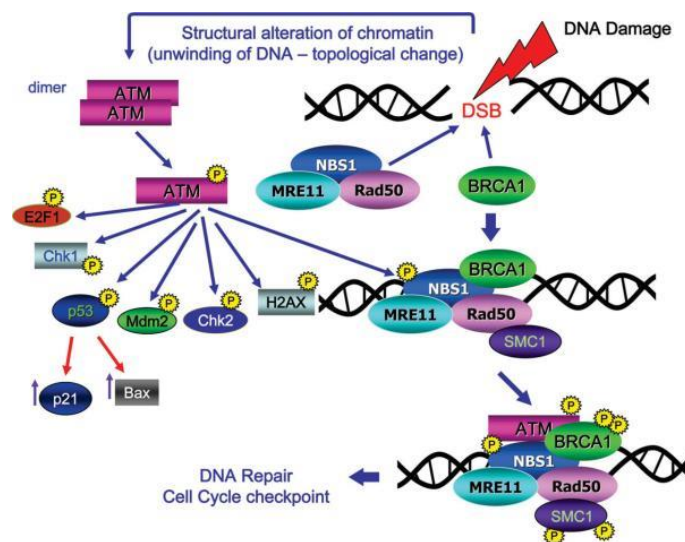 Structural alteration of chromatin
(unwinding of DNA – topological change)
DNA Damage
dimer
ATM
ATM
DSB
NBS1
MRE11
Rad50
BRCA1
P
ATM
P
E2F1
Chk1
P
P
p53
P
Mdm2
P
Chk2
P
H2AX
P
BRCA1
NBS1
MRE11
Rad50
SMC1
p21
Bax
P
ATM
P
P
P
BRCA1
NBS1
MRE11
Rad50
SMC1
P
P
DNA Repair
Cell Cycle checkpoint